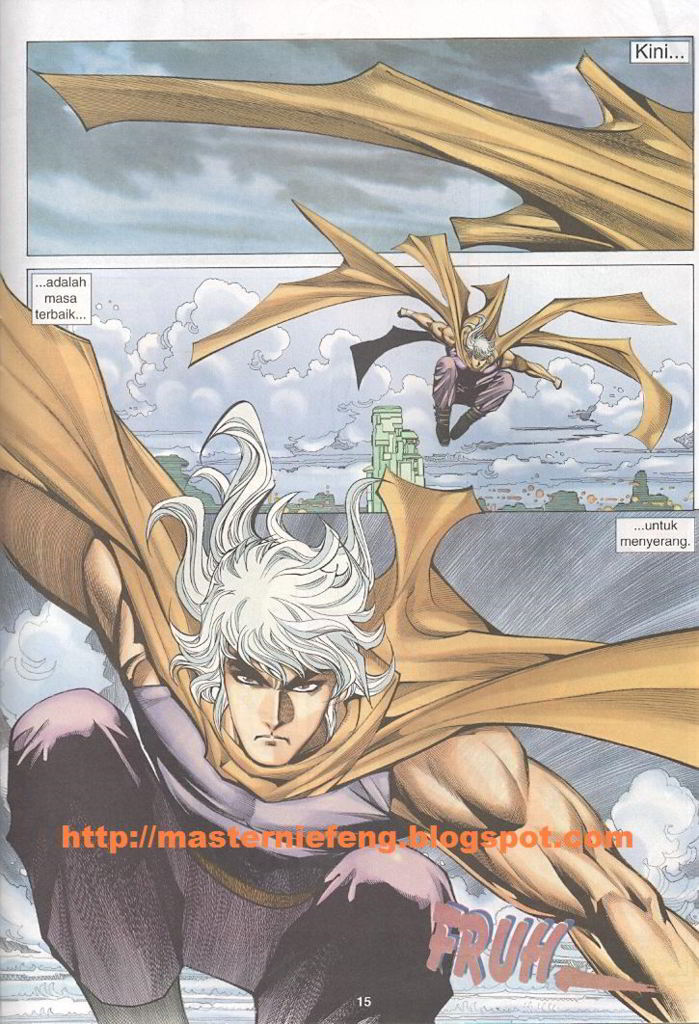 Kini...
...adalah
masa
terbaik...
...untuk
menyerang.
http://masterniefeng.blogspot.com
FRUH
15